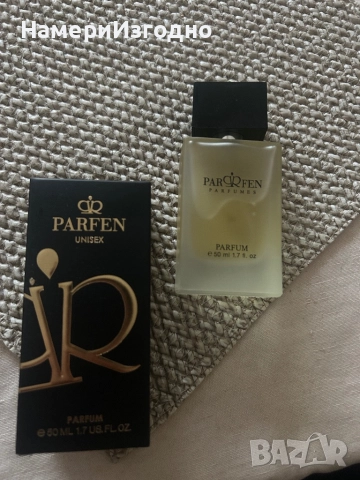 НамериИзгодно
PARFEN
UNISEX
PARFUM
e 50 ML 1.7 US.FL.OZ.
PARFEN
PARFUMES
PARFUM
e 50 ml 1.7 fl. oz
BAZAR